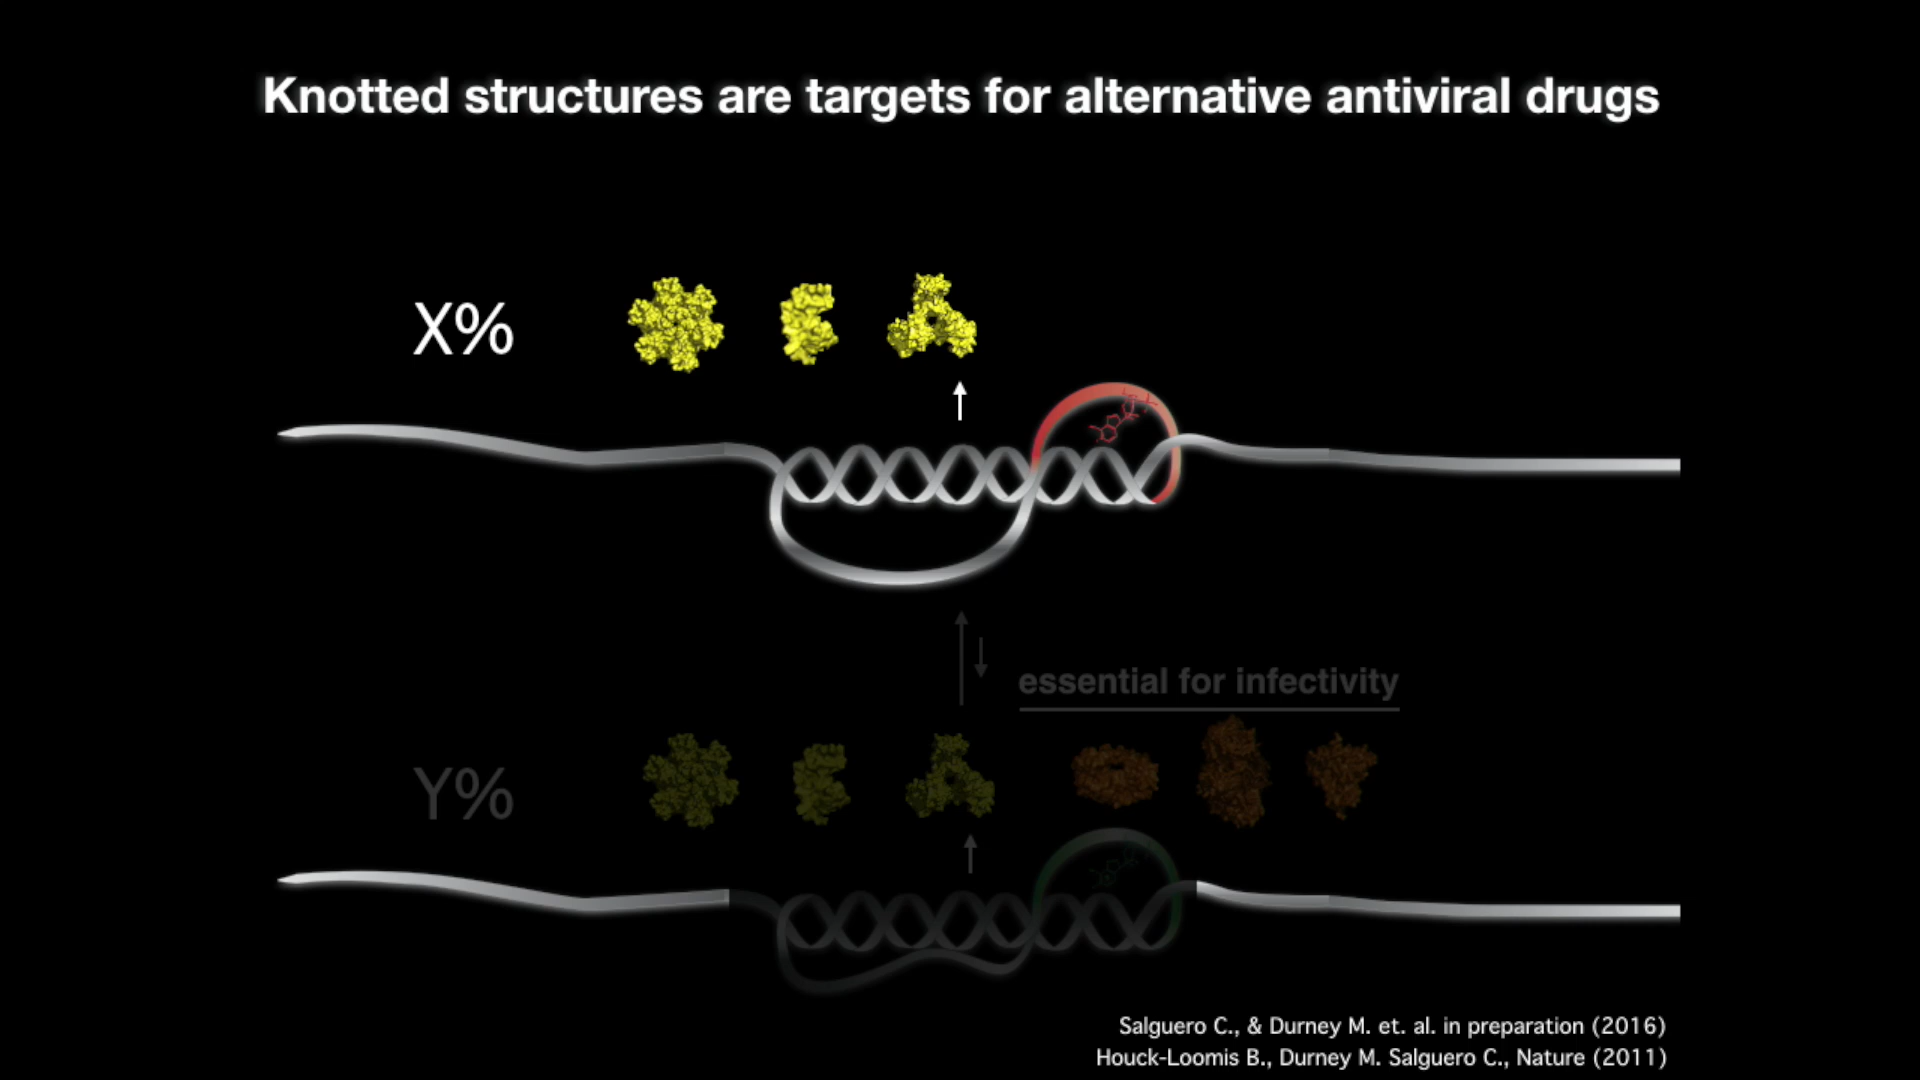 Knotted structures are targets for alternative antiviral drugs
X%
essential for infectivity
Y%
Salguero C., & Durney M. et. al. in preparation (2016)
Houck-Loomis B., Durney M. Salguero C., Nature (2011)